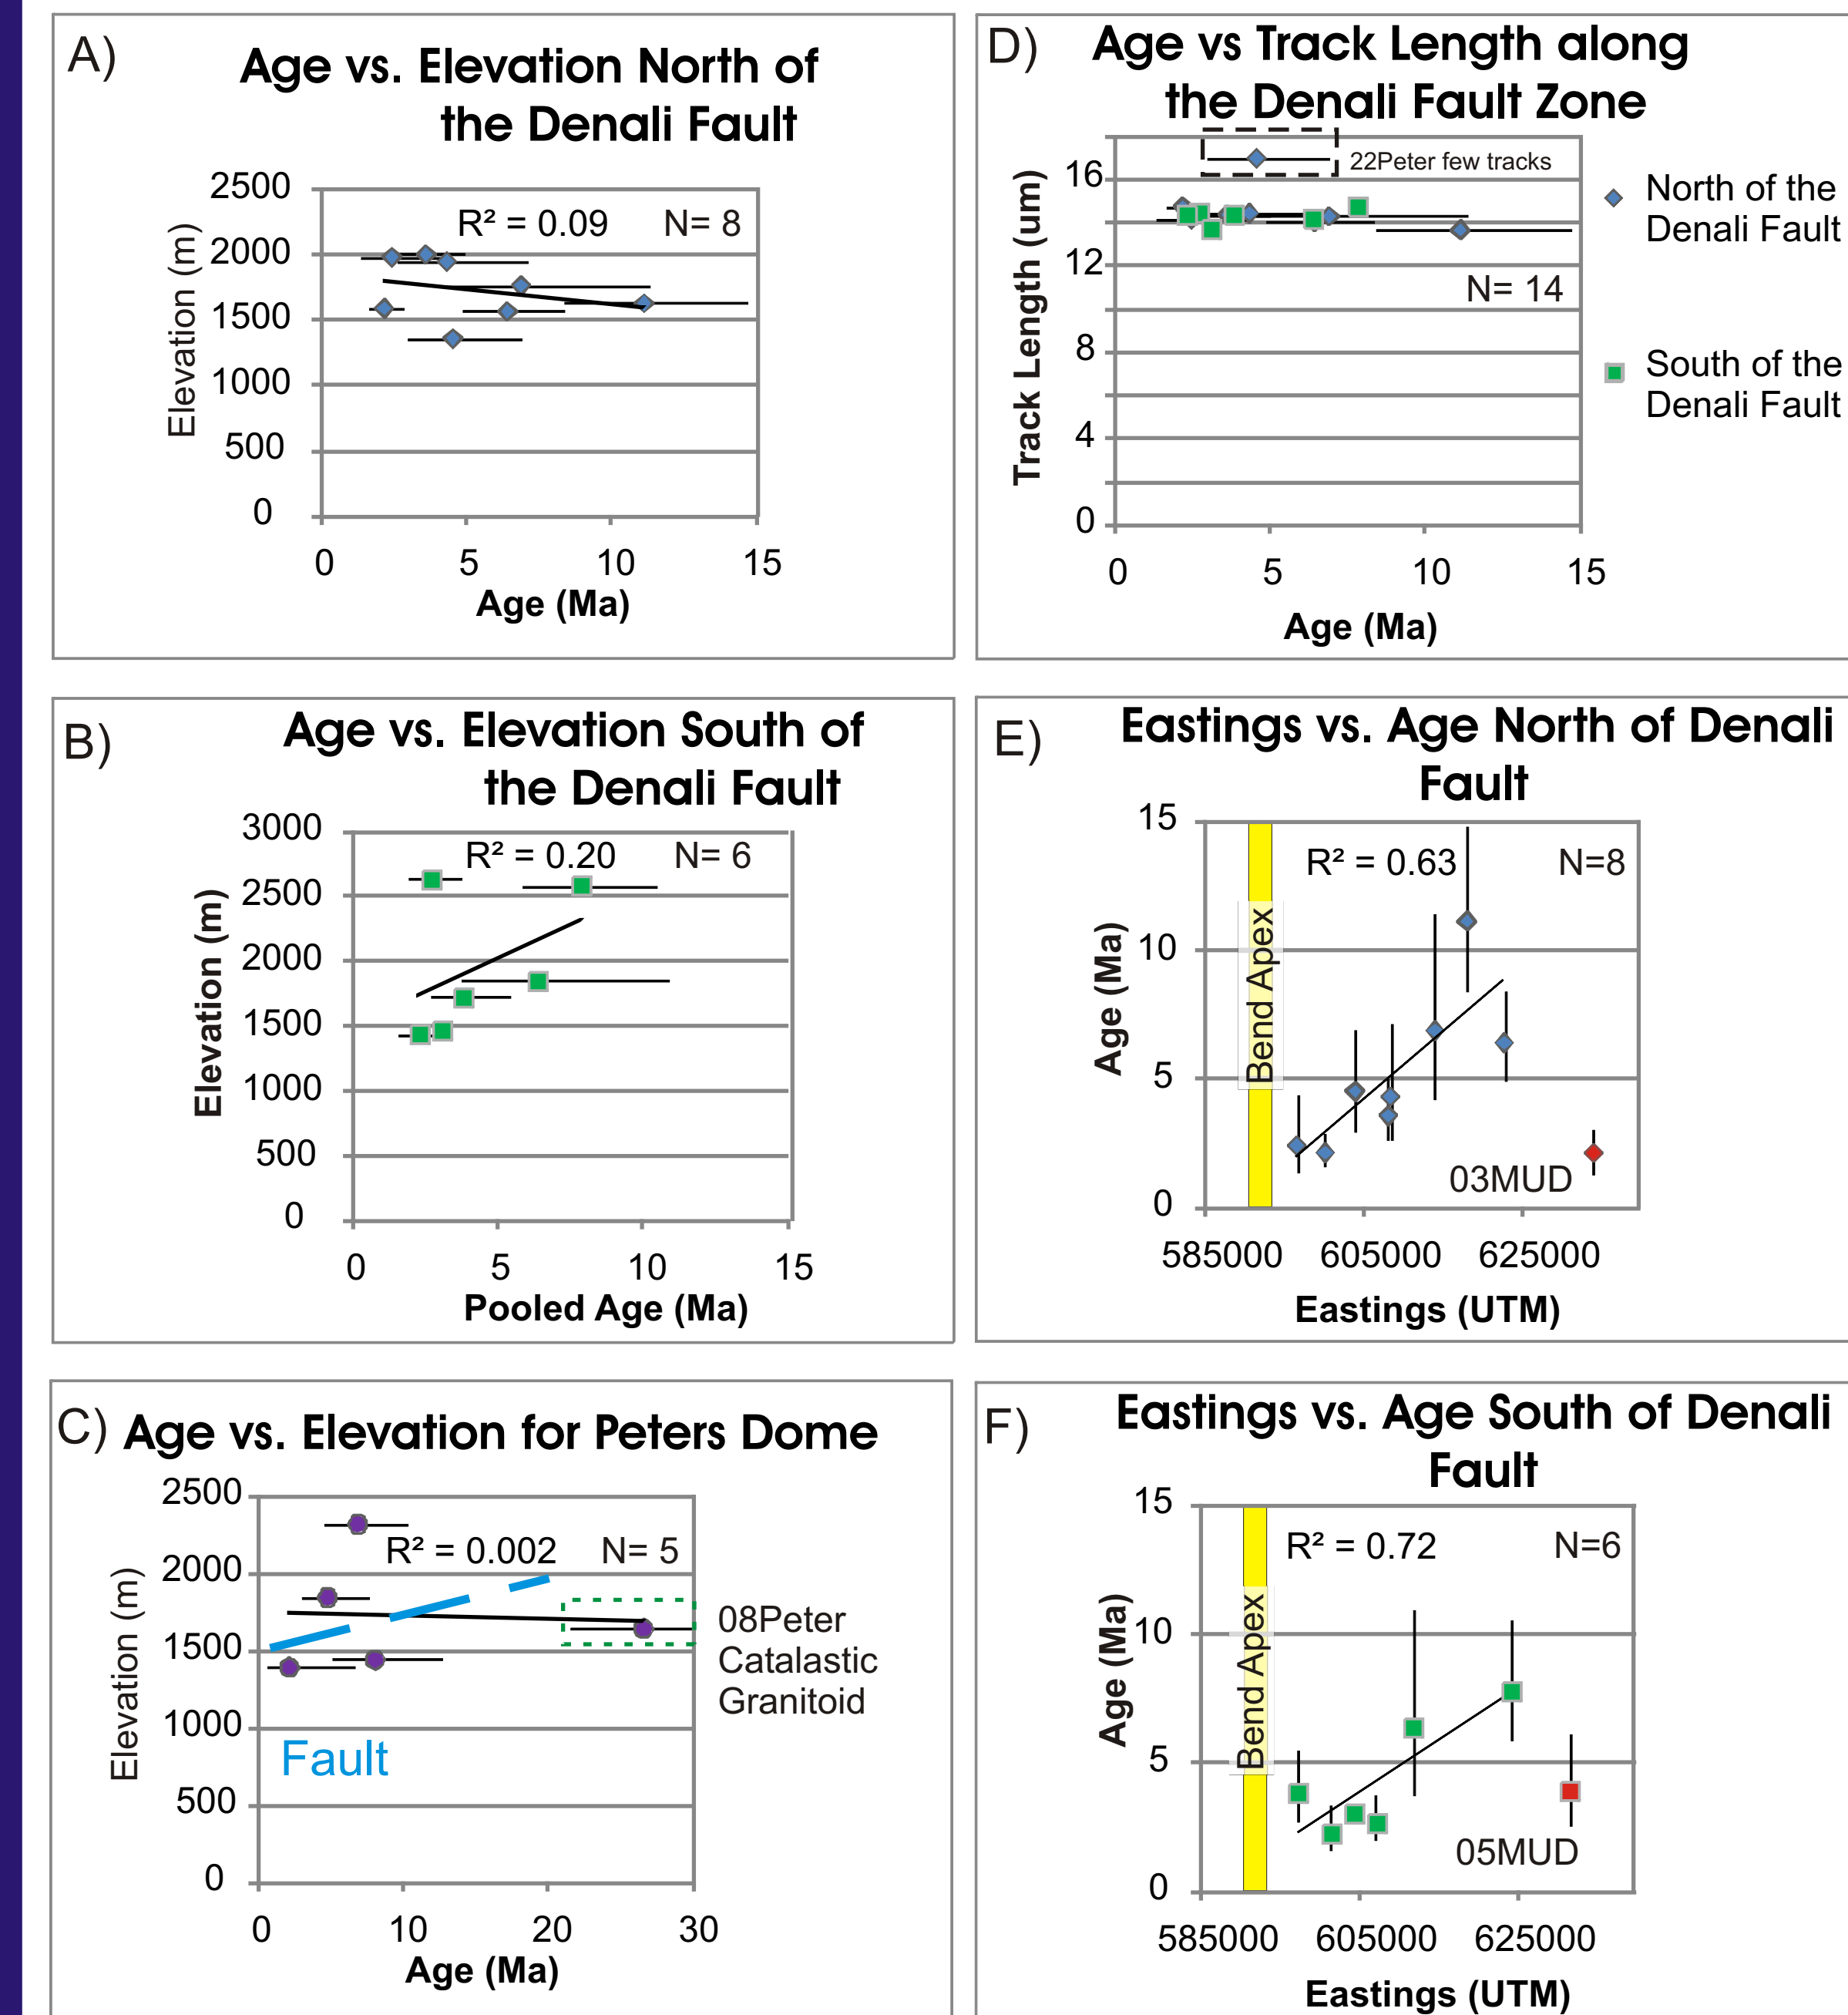 A)
Age vs. Elevation North of
the Denali Fault
R² = 0.09
N= 8
2500
2000
1500
1000
500
0
Elevation (m)
0 5 10 15
Age (Ma)
D)
Age vs Track Length along
the Denali Fault Zone
22Peter few tracks
N= 14
16
12
8
4
0
Track Length (um)
0 5 10 15
Age (Ma)
North of the
Denali Fault
South of the
Denali Fault
B)
Age vs. Elevation South of
the Denali Fault
R² = 0.20
N= 6
3000
2500
2000
1500
1000
500
0
Elevation (m)
0 5 10 15
Pooled Age (Ma)
E)
Eastings vs. Age North of Denali
Fault
R² = 0.63
N=8
15
10
5
0
Age (Ma)
Bend Apex
03MUD
585000 605000 625000
Eastings (UTM)
C)
Age vs. Elevation for Peters Dome
R² = 0.002
N= 5
2500
2000
1500
1000
500
0
Elevation (m)
Fault
08Peter
Catalastic
Granitoid
0 10 20 30
Age (Ma)
F)
Eastings vs. Age South of Denali
Fault
R² = 0.72
N=6
15
10
5
0
Age (Ma)
Bend Apex
05MUD
585000 605000 625000
Eastings (UTM)